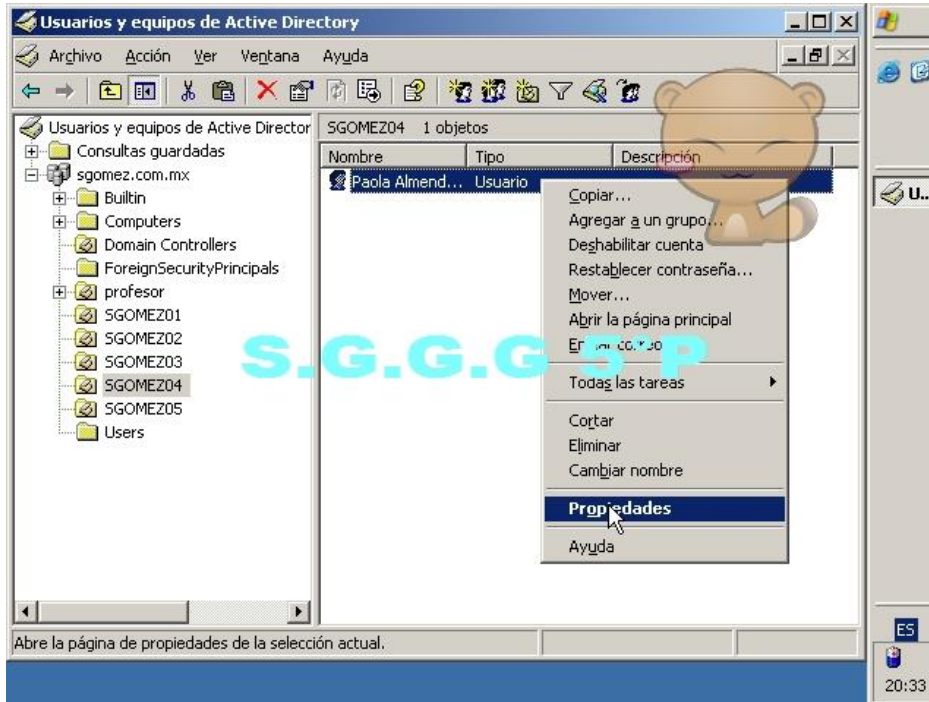 Usuarios y equipos de Active Directory
Archivo Acción Ver Ventana Ayuda
Usuarios y equipos de Active Director
SGOMEZ04 1 objetos
Consultas guardadas
Nombre Tipo Descripción
sgomez.com.mx
Paola Almend... Usuario
Builtin
Computers
Domain Controllers
ForeignSecurityPrincipals
profesor
SGOMEZ01
SGOMEZ02
SGOMEZ03
SGOMEZ04
SGOMEZ05
Users
Copiar...
Agregar a un grupo...
Deshabilitar cuenta
Restablecer contraseña...
Mover...
Abrir la página principal
S.G.G.G 5°P
Todas las tareas
Cortar
Eliminar
Cambiar nombre
Propiedades
Ayuda
Abre la página de propiedades de la selección actual.
U...
ES
20:33